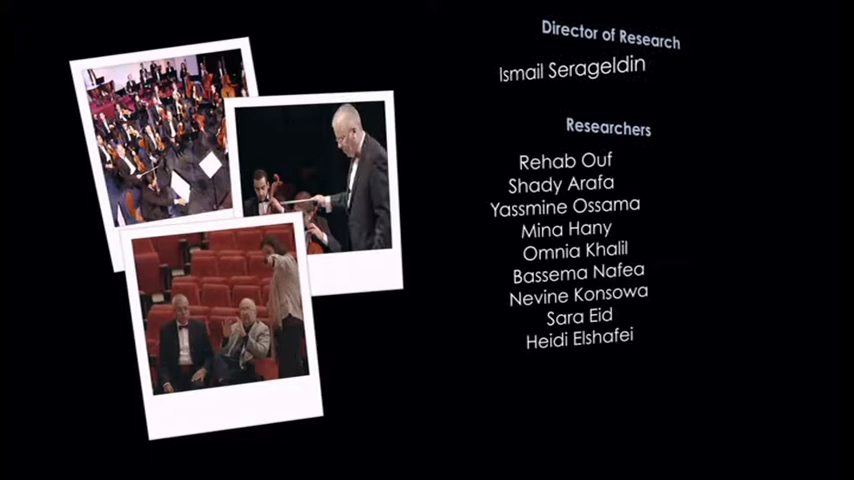 Director of Research
Ismail Serageldin
Researchers
Rehab Ouf
Shady Arafa
Yassmine Ossama
Mina Hany
Omnia Khalil
Bassema Nafea
Nevine Konsowa
Sara Eid
Heidi Elshafei